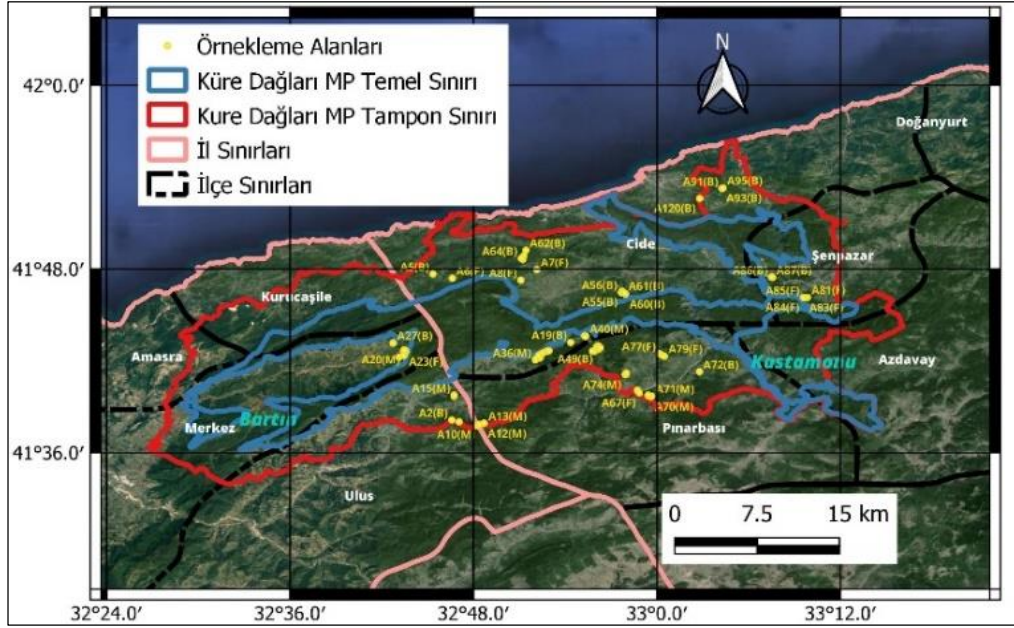 Örnekleme Alanları
Küre Dağları MP Temel Sınırı
Kure Dağları MP Tampon Sınırı
İl Sınırları
İlçe Sınırları
N
42°0.0′
41°48.0′
41°36.0′
Doğanyurt
A91(B) A95(B)
A93(B)
A120(B)
Cide
Şenpazar
A64(B) A62(B)
A5(B) A6(F) A8(F) A7(F)
A86(B) A87(B)
A56(B) A85(F) A81(F)
A55(B) A84(F) A83(F)
Kurucaşile
Amasra
A27(B)
A20(M) A23(F)
A19(B) A40(M)
A36(M) A49(B) A77(F) A79(F)
A72(B)
Kastamonu
Azdavay
A15(M)
A74(M) A71(M)
A67(F) A70(M)
A2(B) A13(M)
A10(M A12(M)
Bartın
Merkez
Pınarbası
Ulus
0 7.5 15 km
32°24.0′ 32°36.0′ 32°48.0′ 33°0.0′ 33°12.0′